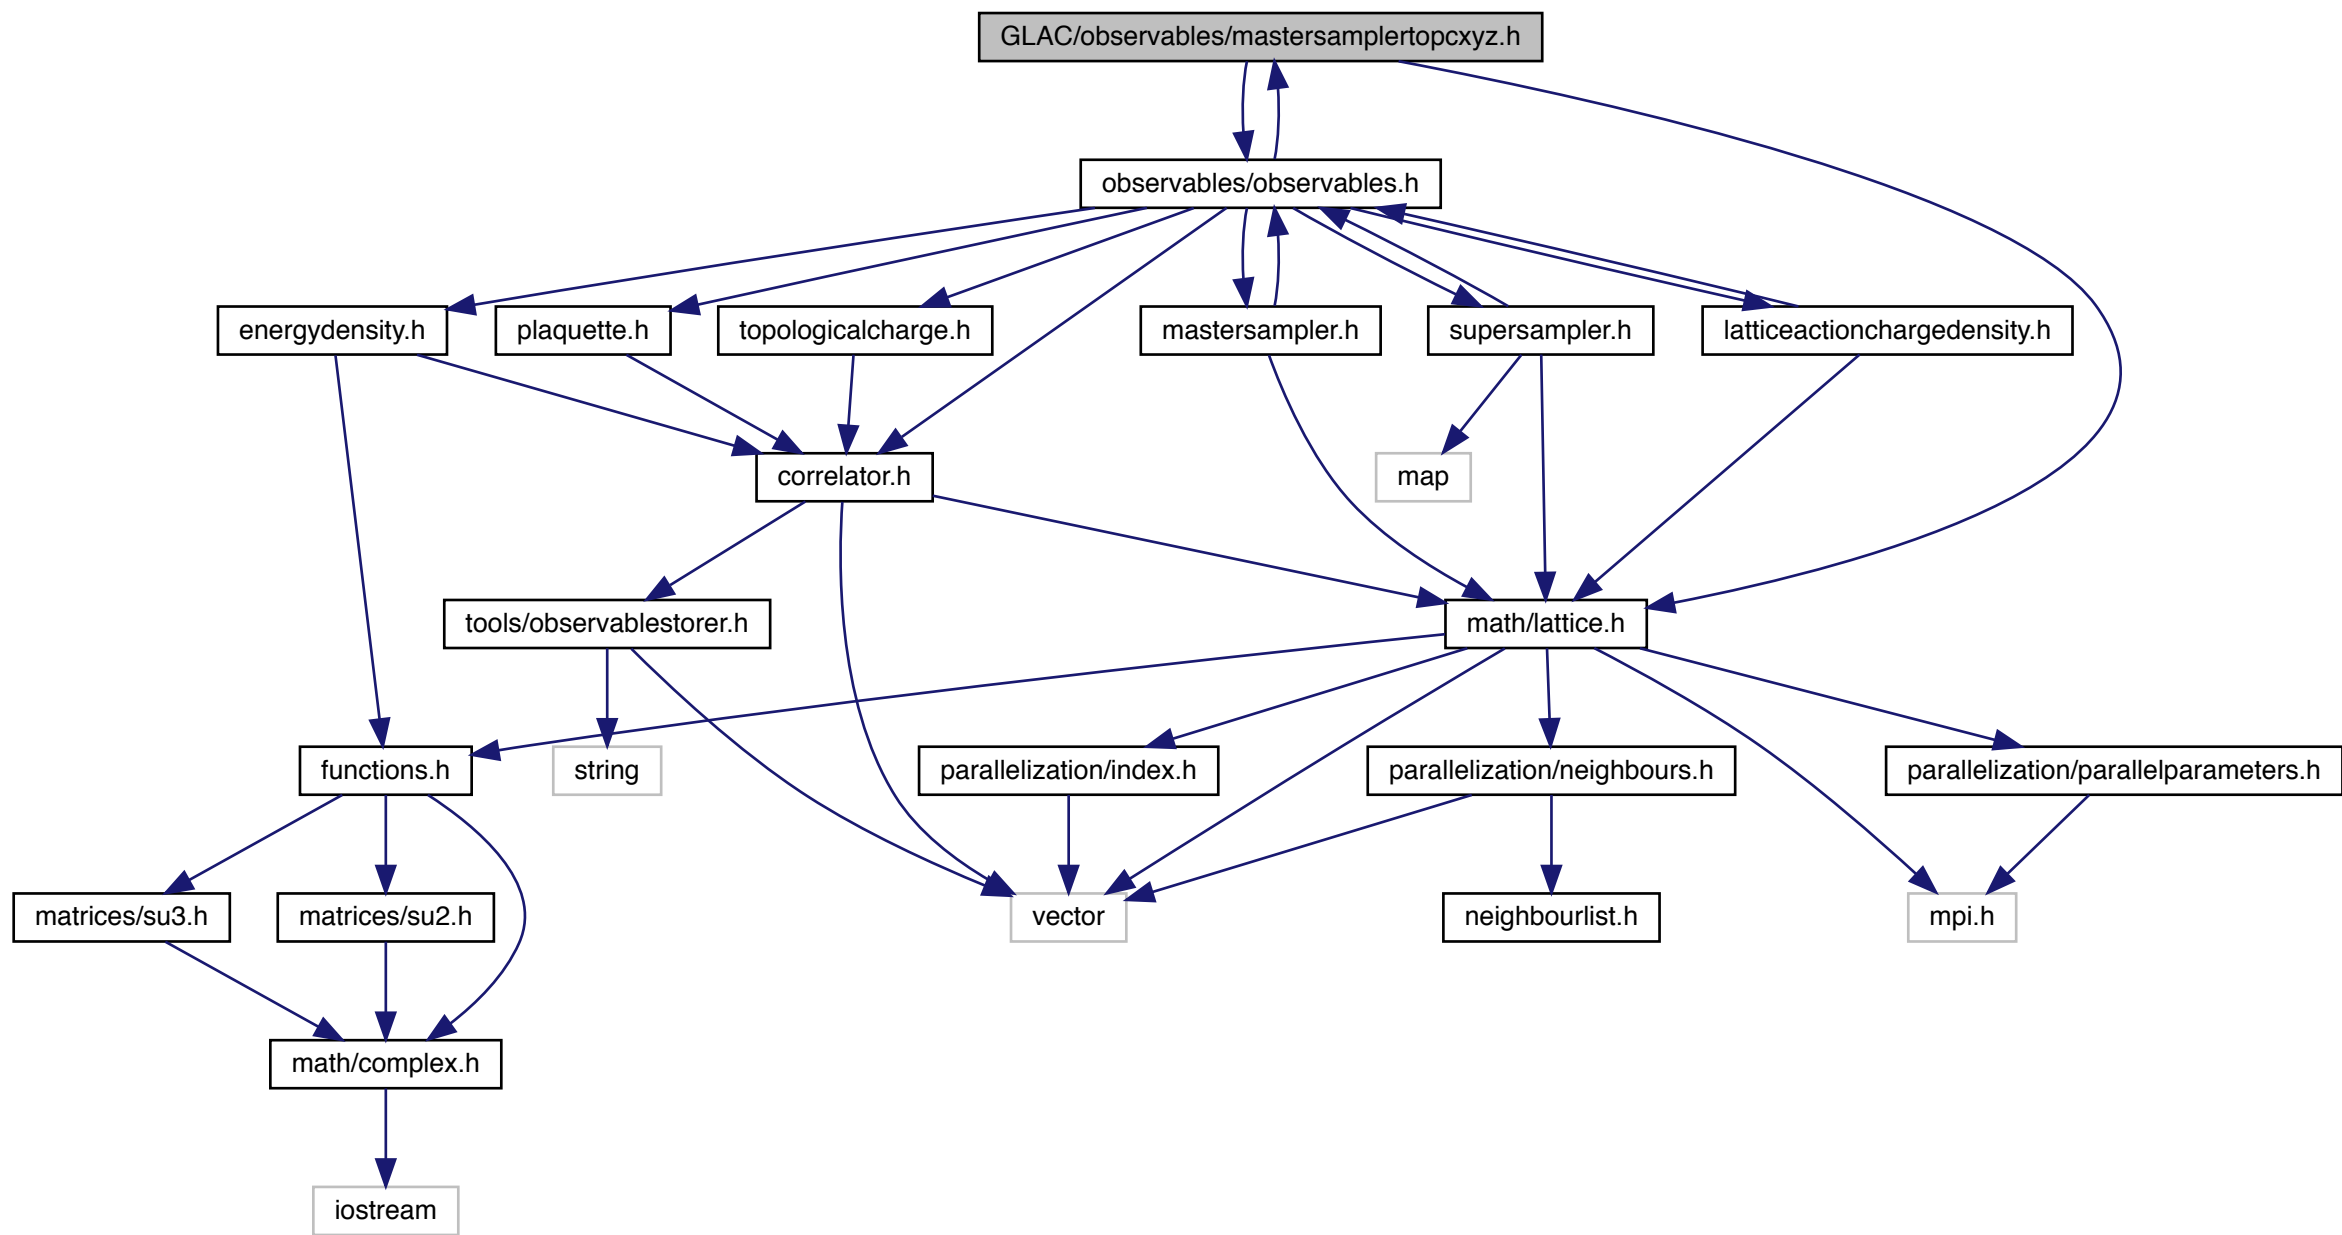 GLAC/observables/mastersamplertopcxyz.h
observables/observables.h
energydensity.h
plaquette.h
topologicalcharge.h
mastersampler.h
supersampler.h
latticeactionchargedensity.h
correlator.h
map
tools/observablestorer.h
math/lattice.h
functions.h
string
parallelization/index.h
parallelization/neighbours.h
parallelization/parallelparameters.h
matrices/su3.h
matrices/su2.h
vector
neighbourlist.h
mpi.h
math/complex.h
iostream